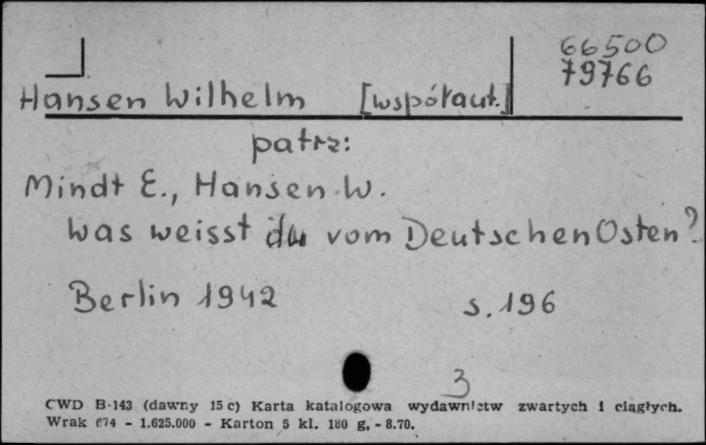 66500
79766
Hansen Wilhelm [współaut.]
patrz:
Mindt E., Hansen W.
Was weisst du vom Deutschen Osten?
Berlin 1942 s. 196
3
CWD B-143 (dawny 15 c) Karta katalogowa wydawnictw zwartych i ciągłych.
Wrak 674 - 1.625.000 - Karton 5 kl. 180 g, - 8.70.